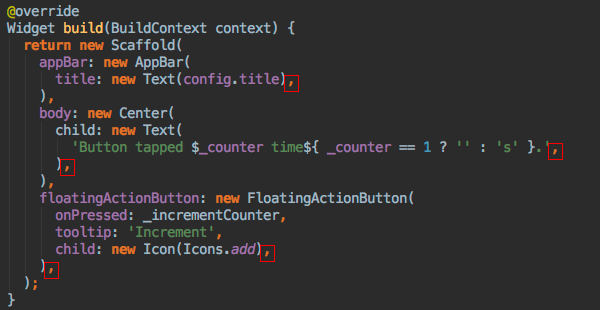 @override
Widget build(BuildContext context) {
  return new Scaffold(
    appBar: new AppBar(
      title: new Text(config.title),
    ),
    body: new Center(
      child: new Text(
        'Button tapped $_counter time${ _counter == 1 ? '' : 's' }.',
      ),
    ),
    floatingActionButton: new FloatingActionButton(
      onPressed: _incrementCounter,
      tooltip: 'Increment',
      child: new Icon(Icons.add),
    ),
  );
}